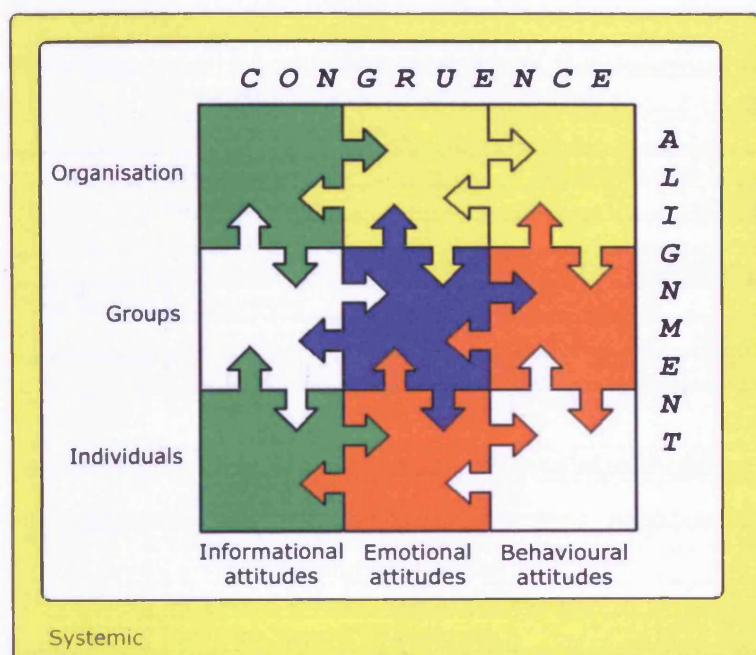 CONGRUENCE
ALIGNMENT
Organisation
Groups
Individuals
Informational attitudes
Emotional attitudes
Behavioural attitudes
Systemic